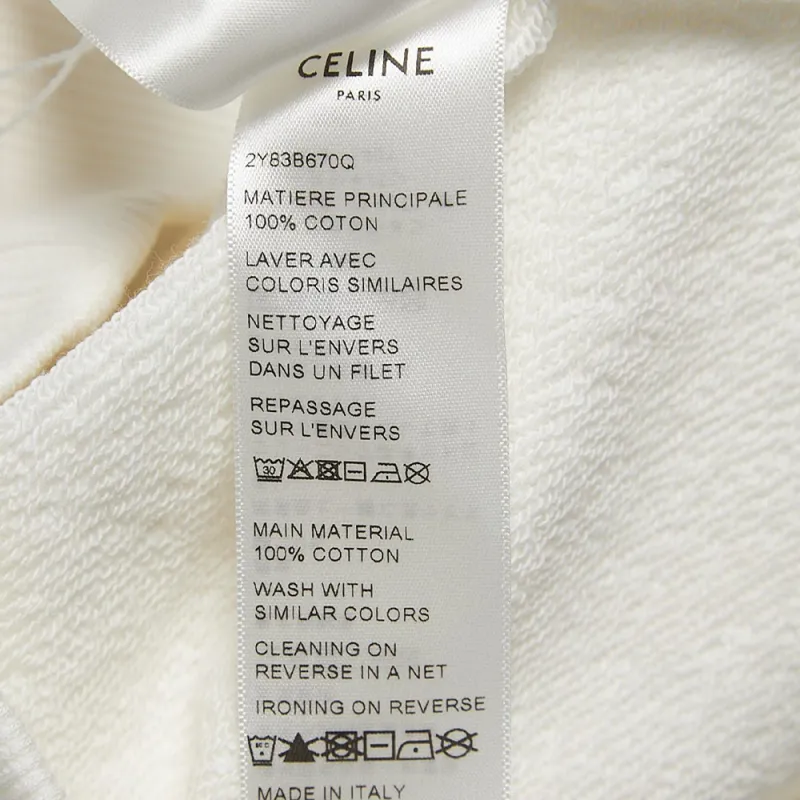 CELINE
PARIS
2Y83B670Q
MATIERE PRINCIPALE
100% COTON
LAVER AVEC
COLORIS SIMILAIRES
NETTOYAGE
SUR L'ENVERS
DANS UN FILET
REPASSAGE
SUR L'ENVERS
30
MAIN MATERIAL
100% COTTON
WASH WITH
SIMILAR COLORS
CLEANING ON
REVERSE IN A NET
IRONING ON REVERSE
MADE IN ITALY